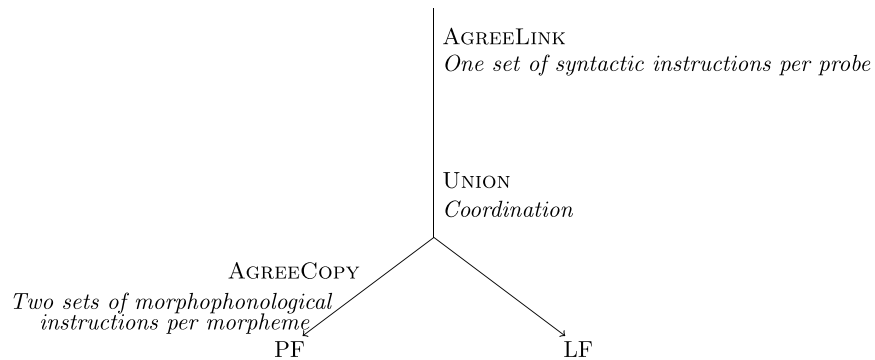 AgreeLink
One set of syntactic instructions per probe
Union
Coordination
AgreeCopy
Two sets of morphophonological
instructions per morpheme
PF
LF